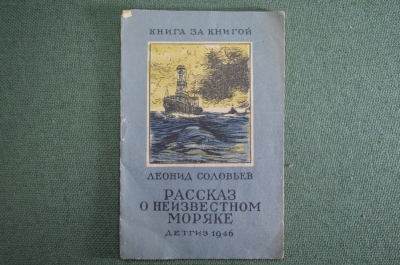 КНИГА ЗА КНИГОЙ
ЛЕОНИД СОЛОВЬЕВ
РАССКАЗ
О НЕИЗВЕСТНОМ
МОРЯКЕ
ДЕТГИЗ 1946